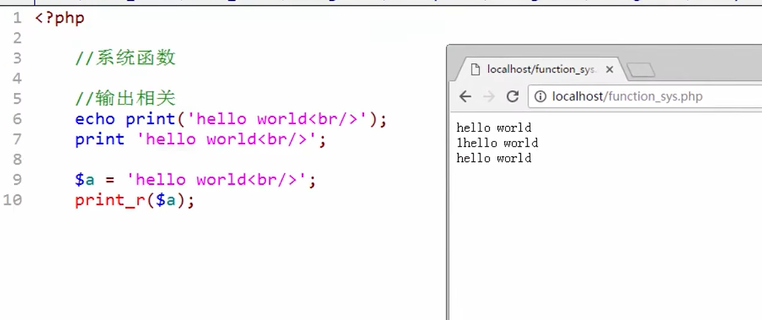 1 <?php
2
3 //系统函数
4
5 //输出相关
6 echo print('hello world<br/>');
7 print 'hello world<br/>';
8
9 $a = 'hello world<br/>';
10 print_r($a);
localhost/function_sys.
localhost/function_sys.php
hello world
1hello world
hello world